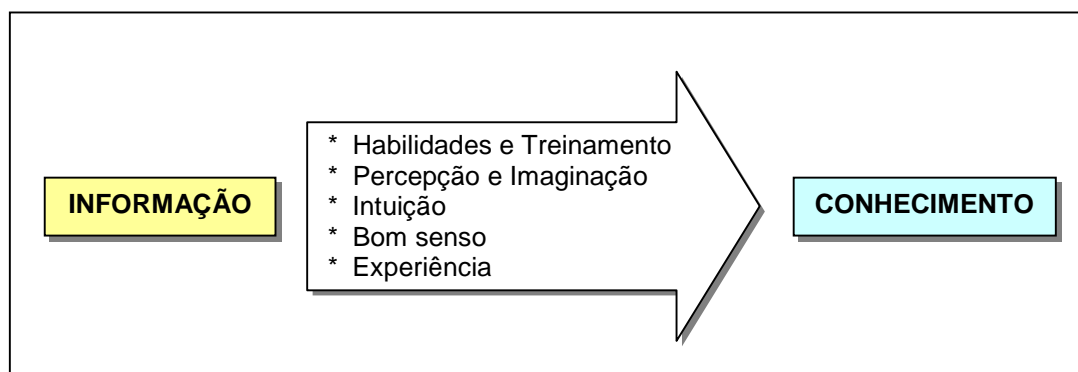 INFORMAÇÃO
* Habilidades e Treinamento
* Percepção e Imaginação
* Intuição
* Bom senso
* Experiência
CONHECIMENTO